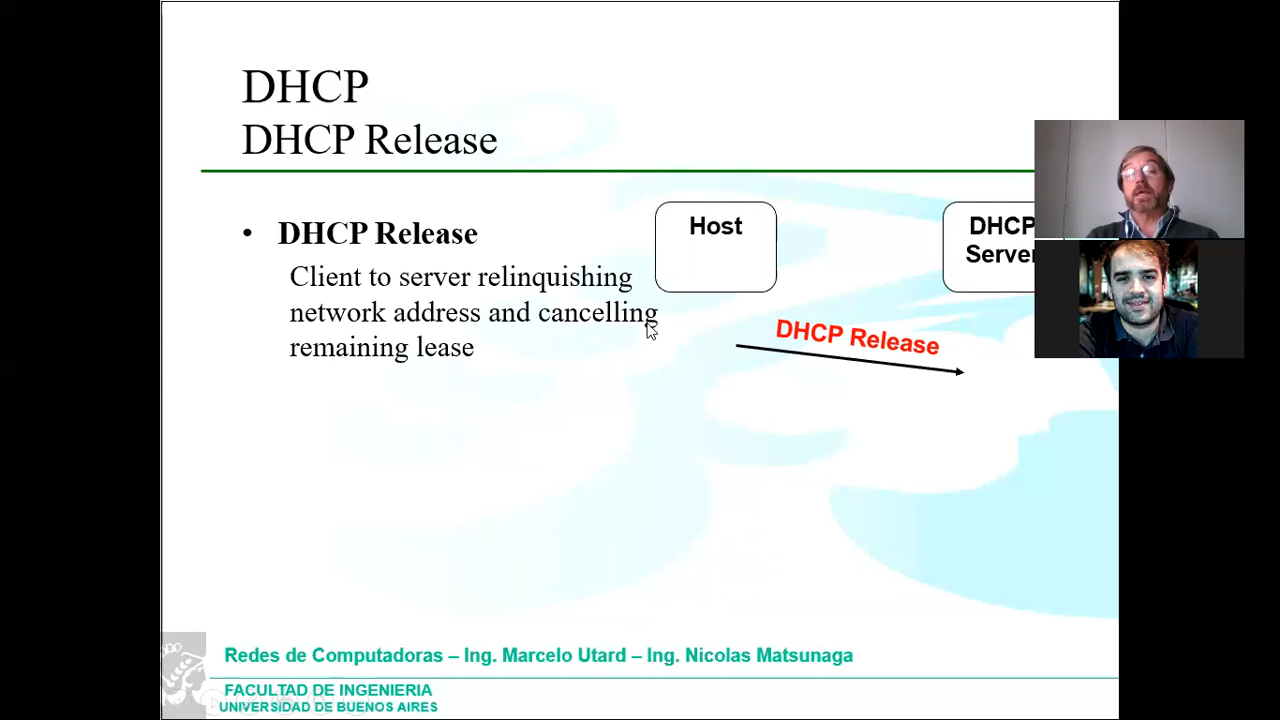 DHCP
DHCP Release
• DHCP Release
Client to server relinquishing
network address and cancelling
remaining lease
Host
DHCP
Server
DHCP Release
Redes de Computadoras – Ing. Marcelo Utard – Ing. Nicolas Matsunaga
FACULTAD DE INGENIERIA
UNIVERSIDAD DE BUENOS AIRES